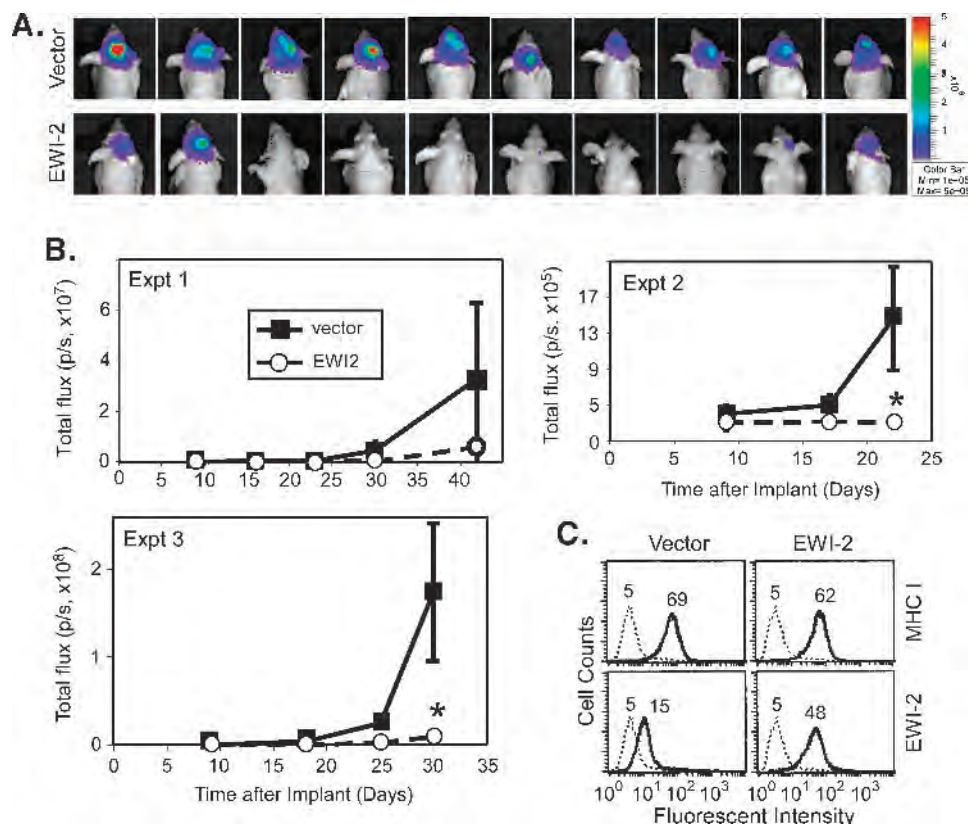 A.
Vector
EWI-2
5
4
3
2
1
Color Bar
B.
Expt 1
Total flux (p/s, x10⁷)
6
4
2
0
vector
EWI2
0 5 10 15 20 25 30 35 40
Time after Implant (Days)
Expt 2
Total flux (p/s. x10⁵)
17
13
9
5
1
*
0 5 10 15 20 25
Time after Implant (Days)
Expt 3
Total flux (p/s, x10⁸)
2
1
0
*
0 5 10 15 20 25 30 35
Time after Implant (Days)
C.
Vector EWI-2
Cell Counts
5 69
5 62
MHC I
5 15
5 48
EWI-2
10⁰ 10¹ 10² 10³ 10⁰ 10¹ 10² 10³
Fluorescent Intensity